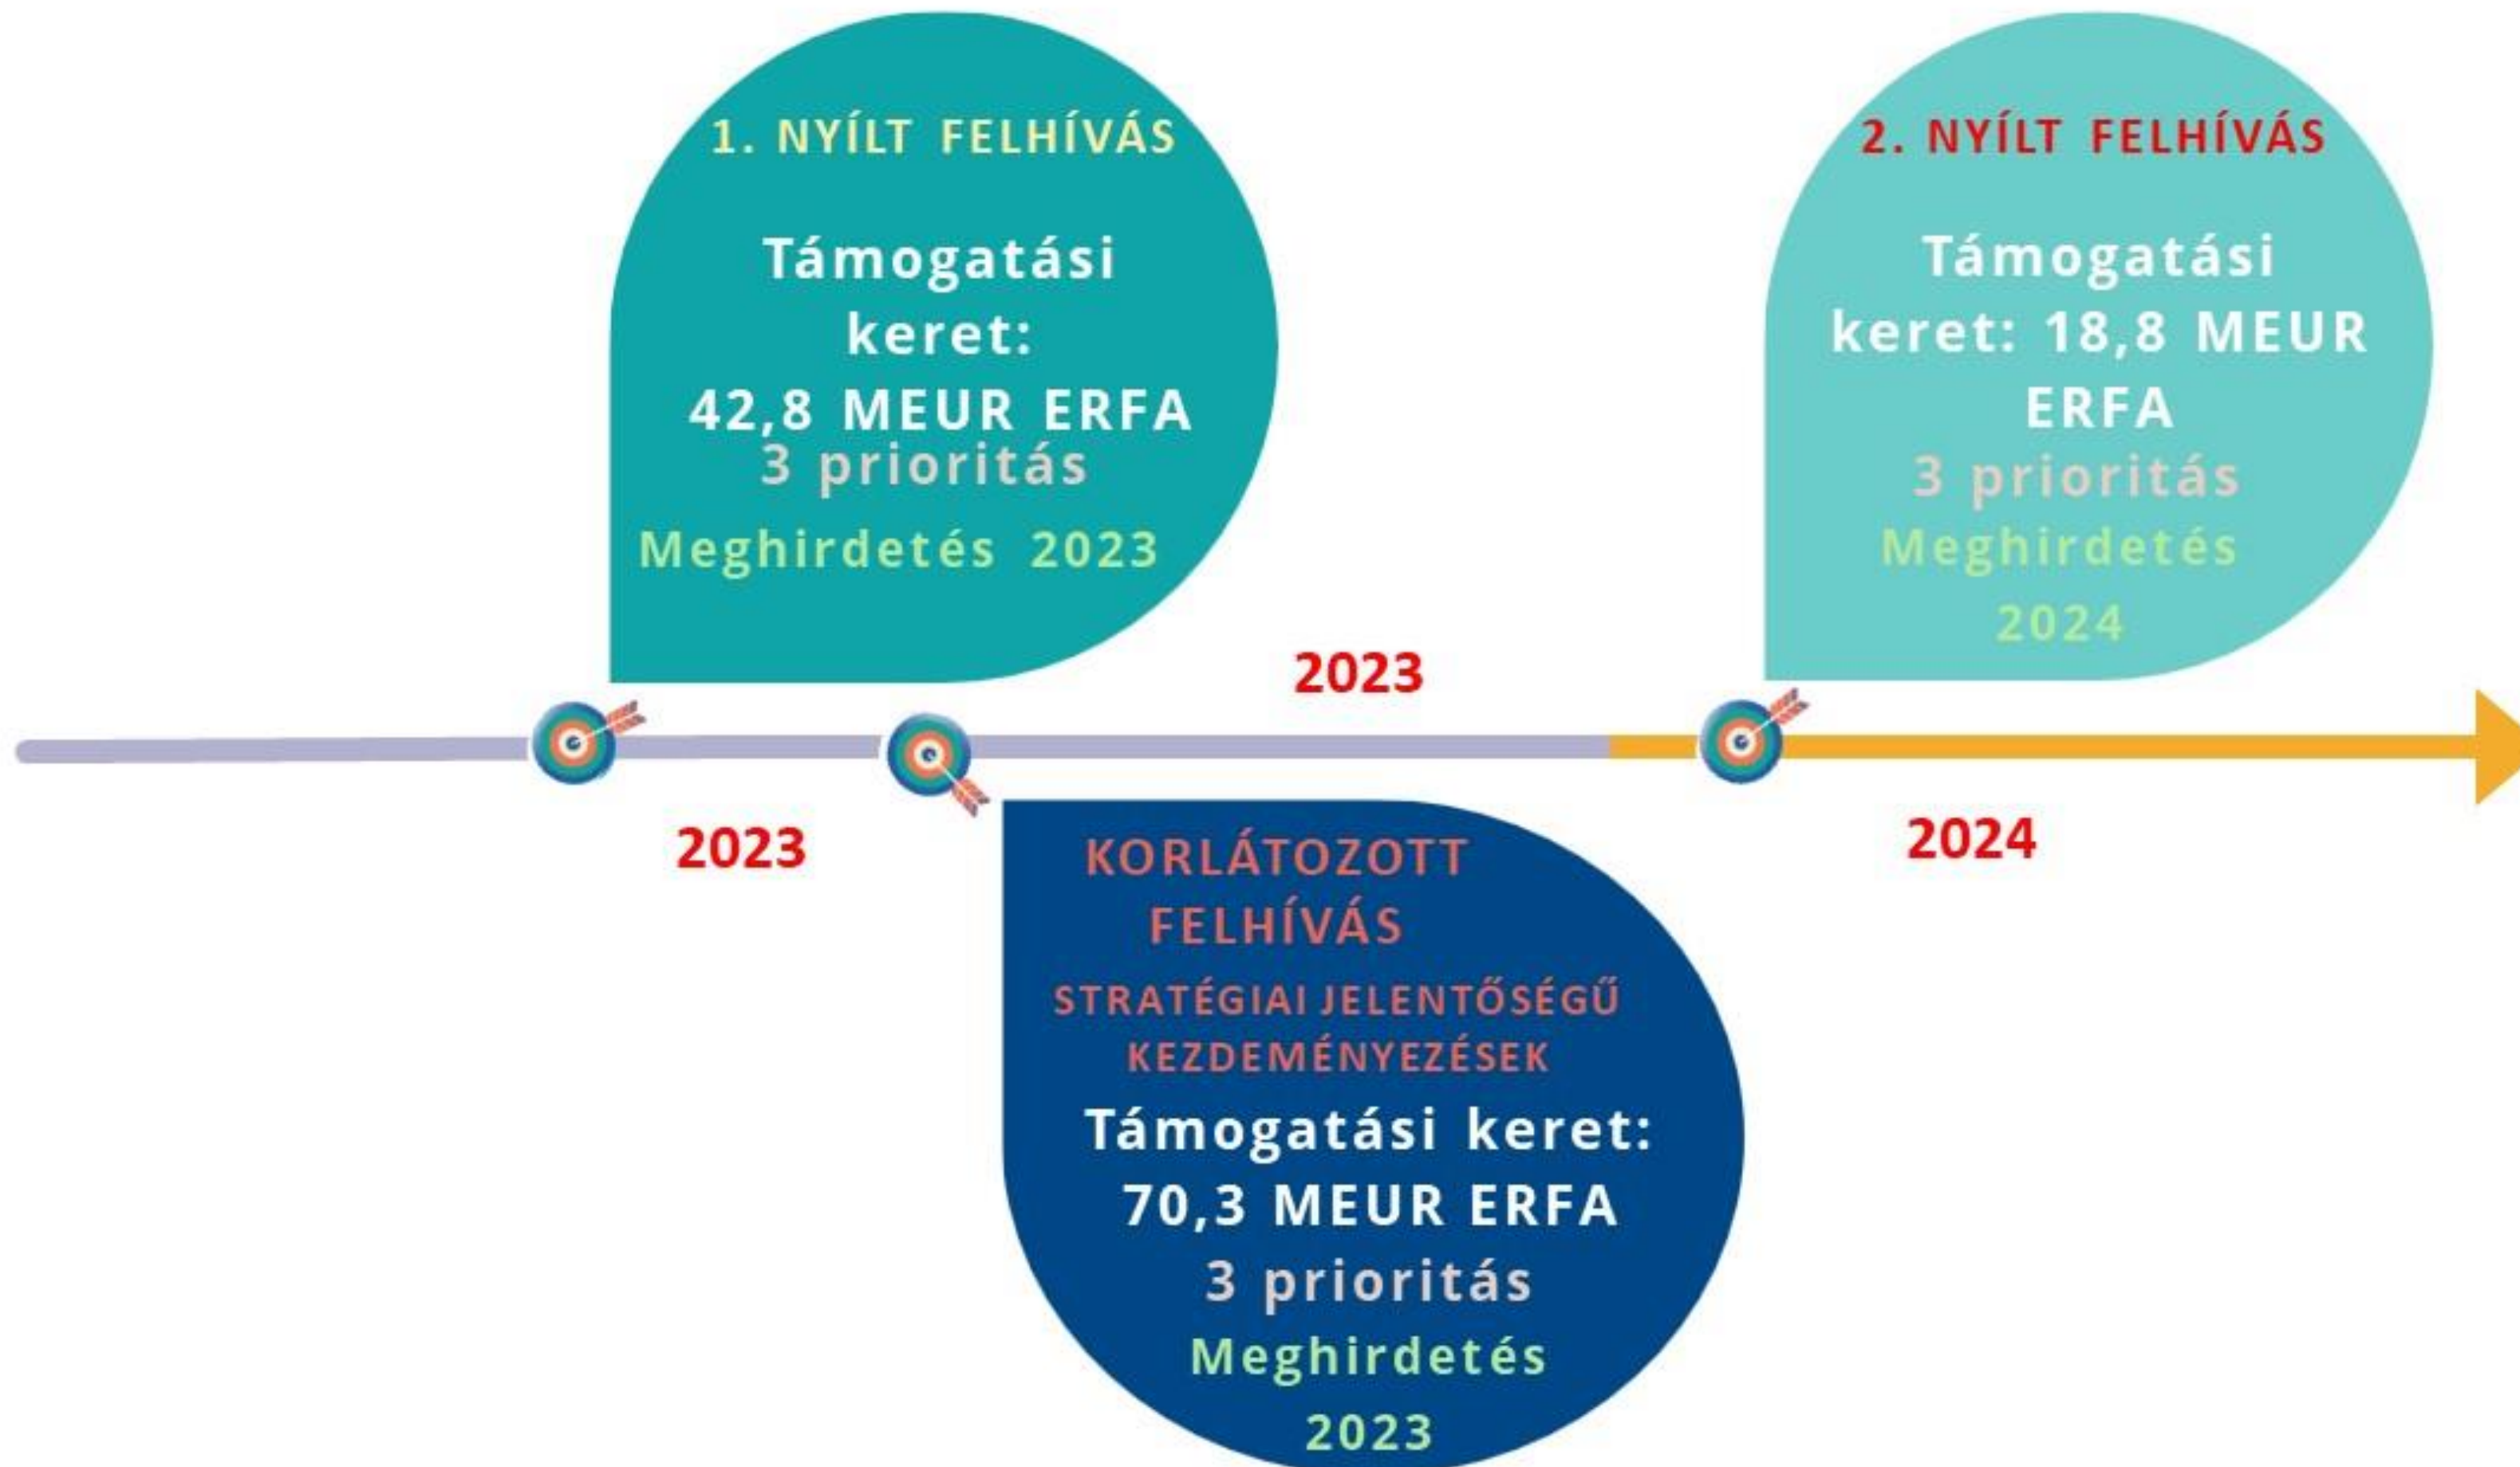 1. NYÍLT FELHÍVÁS
Támogatási
keret:
42,8 MEUR ERFA
3 prioritás
Meghirdetés 2023
2. NYÍLT FELHÍVÁS
Támogatási
keret: 18,8 MEUR
ERFA
3 prioritás
Meghirdetés
2024
2023
2023
2024
KORLÁTOZOTT
FELHÍVÁS
STRATÉGIAI JELENTŐSÉGŰ
KEZDEMÉNYEZÉSEK
Támogatási keret:
70,3 MEUR ERFA
3 prioritás
Meghirdetés
2023